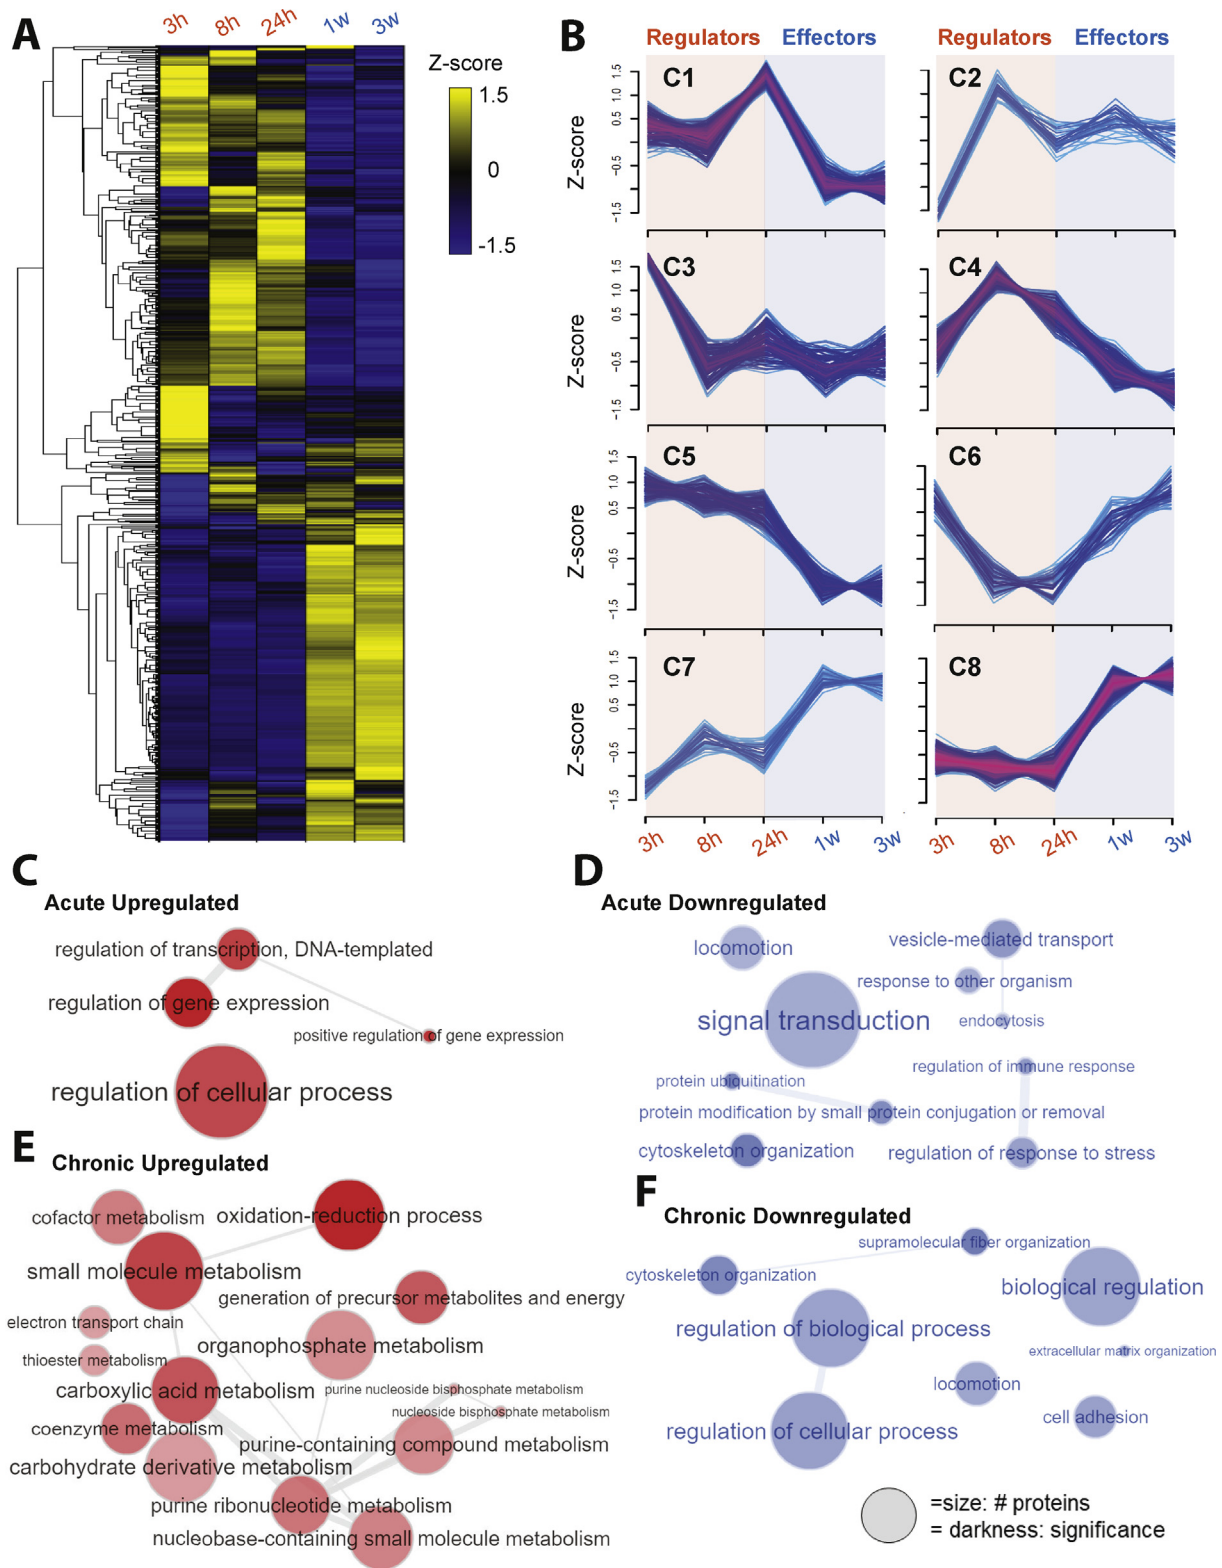 A
3h 8h 24h 1w 3w
Z-score
1.5
0
-1.5
B
Regulators Effectors Regulators Effectors
C1 C2
Z-score
1.5
1.0
0.5
-0.5
-1.5
C3 C4
Z-score
1.5
1.0
0.5
-0.5
-1.5
C5 C6
Z-score
1.5
0.5
-0.5
-1.5
C7 C8
Z-score
1.5
1.0
0.5
-0.5
-1.5
3h 8h 24h 1w 3w 3h 8h 24h 1w 3w
C
Acute Upregulated
regulation of transcription, DNA-templated
regulation of gene expression
positive regulation of gene expression
regulation of cellular process
D
Acute Downregulated
locomotion
vesicle-mediated transport
response to other organism
signal transduction
endocytosis
regulation of immune response
protein ubiquitination
protein modification by small protein conjugation or removal
cytoskeleton organization
regulation of response to stress
E
Chronic Upregulated
cofactor metabolism
oxidation-reduction process
small molecule metabolism
generation of precursor metabolites and energy
electron transport chain
organophosphate metabolism
thioester metabolism
carboxylic acid metabolism
purine nucleoside bisphosphate metabolism
nucleoside bisphosphate metabolism
coenzyme metabolism
purine-containing compound metabolism
carbohydrate derivative metabolism
purine ribonucleotide metabolism
nucleobase-containing small molecule metabolism
F
Chronic Downregulated
supramolecular fiber organization
cytoskeleton organization
biological regulation
regulation of biological process
extracellular matrix organization
locomotion
cell adhesion
regulation of cellular process
=size: # proteins
= darkness: significance